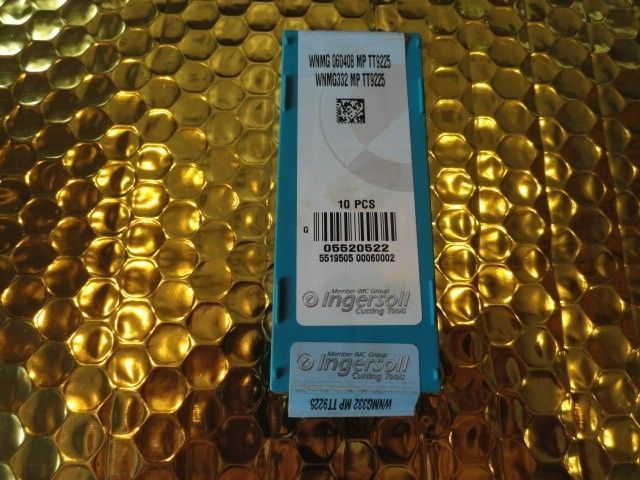 WNMG 060408 MP TT9225
WNMG332 MP TT9225
10 PCS
G
05520522
5519505 00060002
Member IMC Group
Ingersoll
Cutting Tools
Member IMC Group
Ingersoll
Cutting Tools
WNMG332 MP TT9225